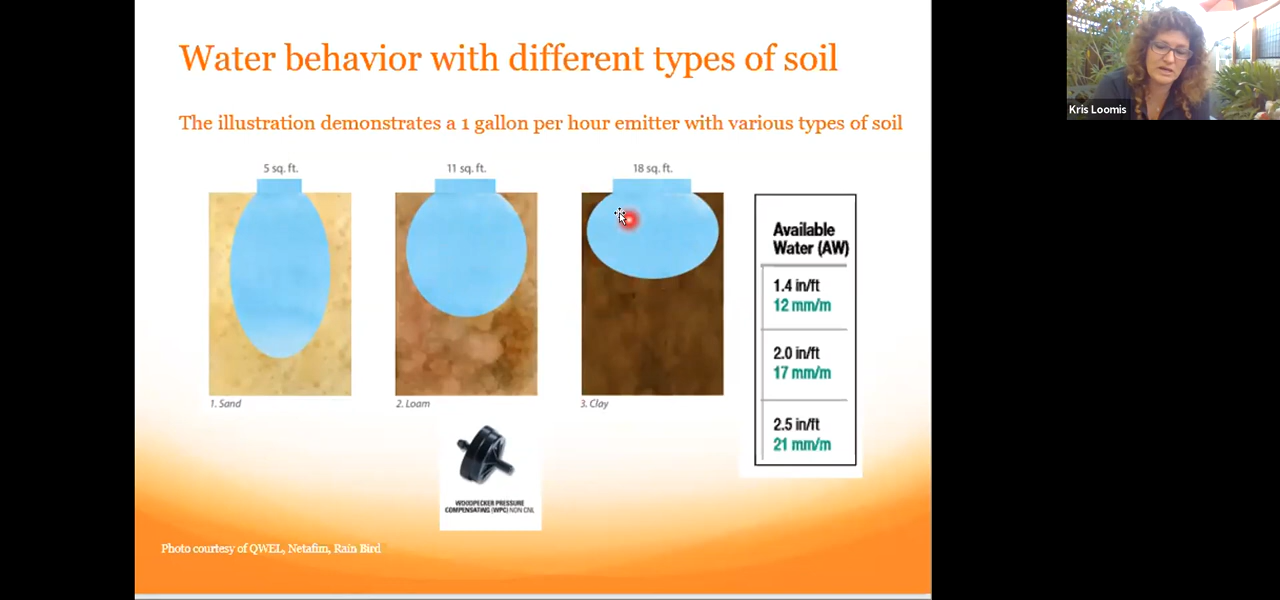 Water behavior with different types of soil
Kris Loomis
The illustration demonstrates a 1 gallon per hour emitter with various types of soil
5 sq. ft.
11 sq. ft.
18 sq. ft.
1. Sand
2. Loam
3. Clay
Available
Water (AW)
1.4 in/ft
12 mm/m
2.0 in/ft
17 mm/m
2.5 in/ft
21 mm/m
WOODPECKER PRESSURE
COMPENSATING (WPC) NON CNL
Photo courtesy of QWEL, Netafim, Rain Bird